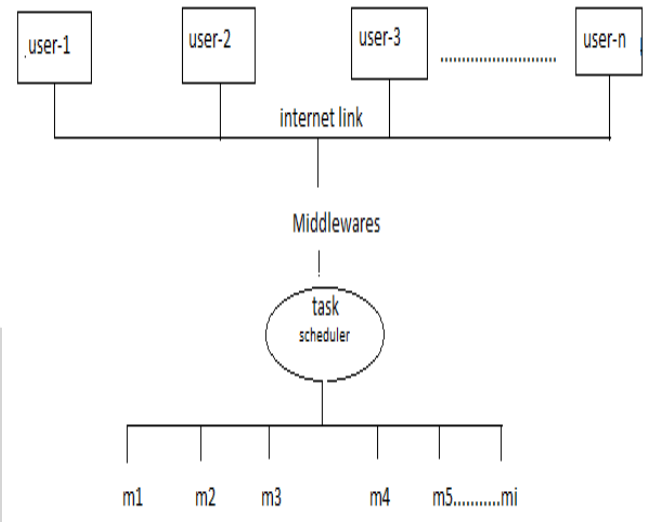 user-1 user-2 user-3 ........................... user-n
internet link
Middlewares
task
scheduler
m1 m2 m3 m4 m5...........mi